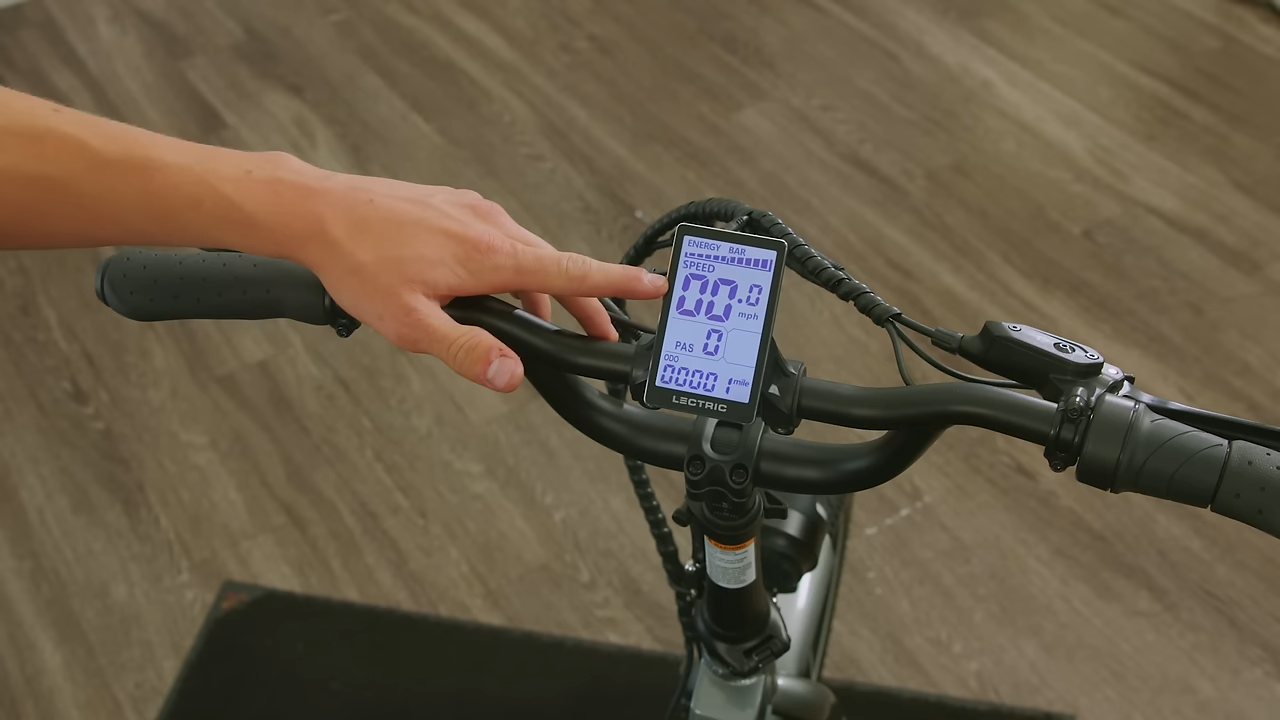 ENERGY BAR
SPEED
00.0
mph
PAS 0
ODO
00001 mile
LECTRIC